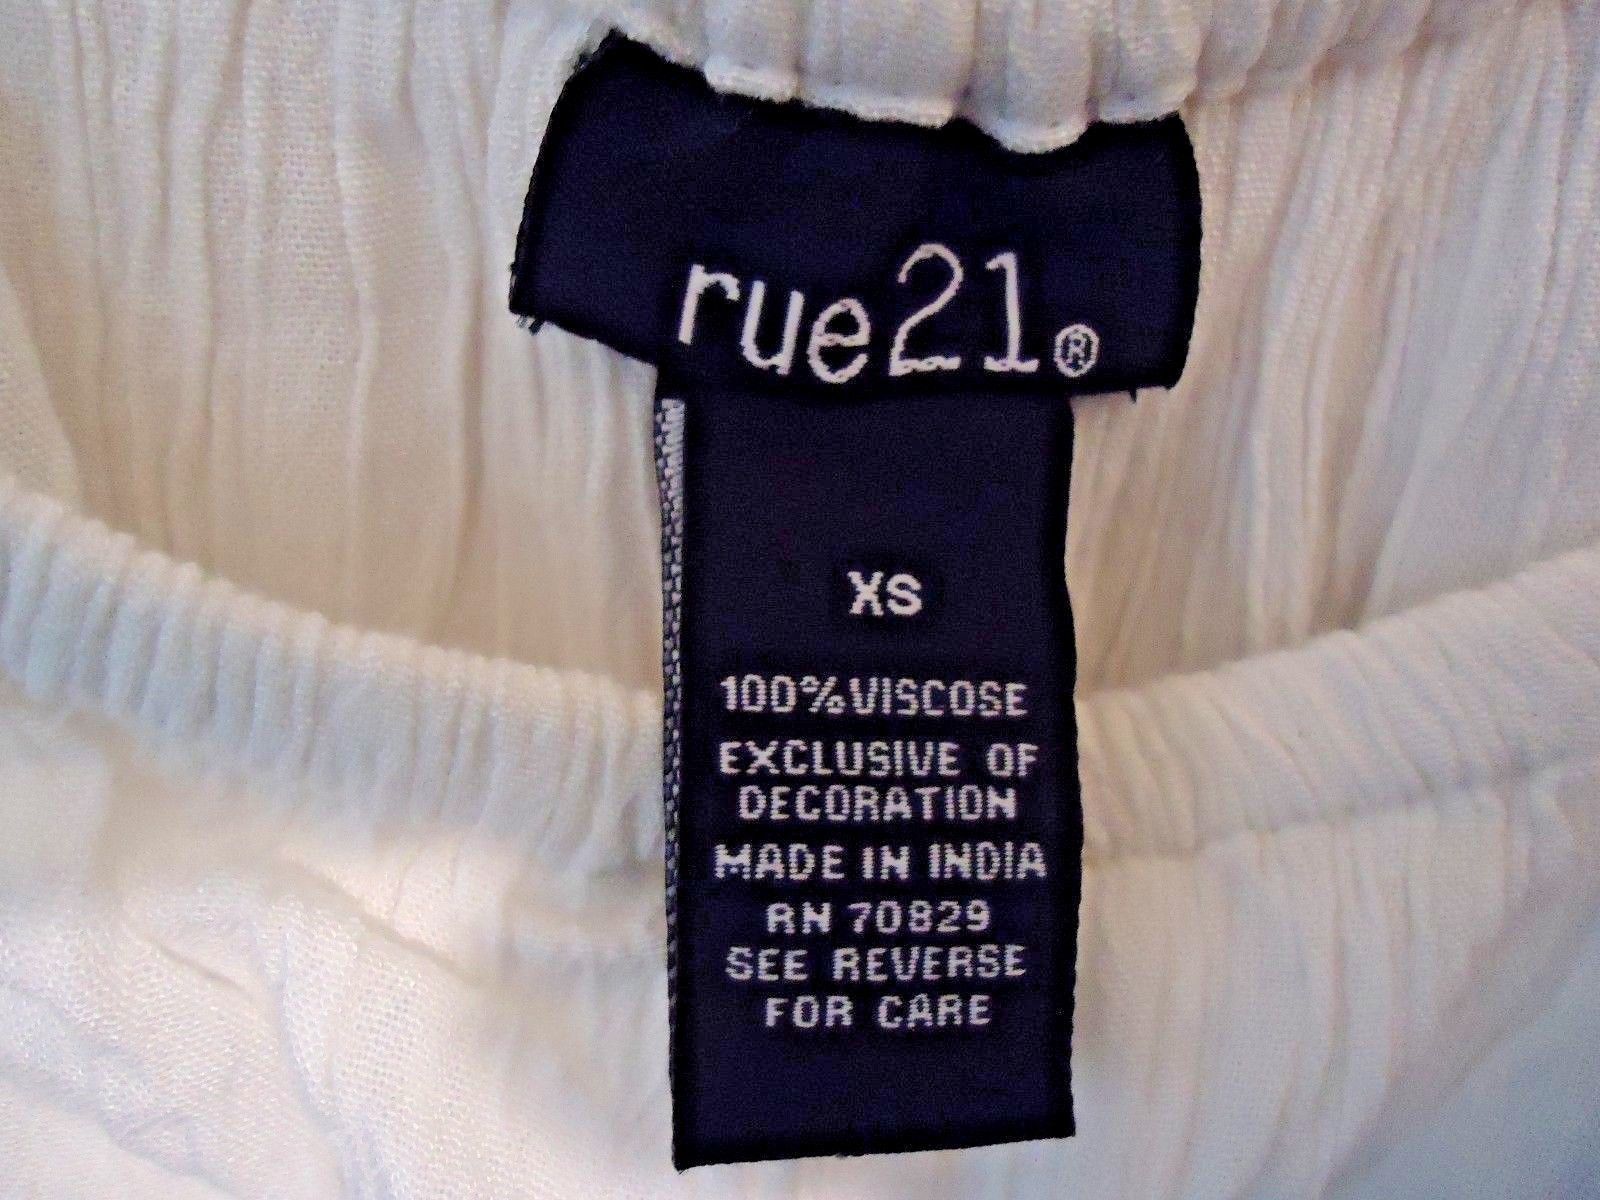 rue21®
XS
100%VISCOSE
EXCLUSIVE OF
DECORATION
MADE IN INDIA
RN 70829
SEE REVERSE
FOR CARE